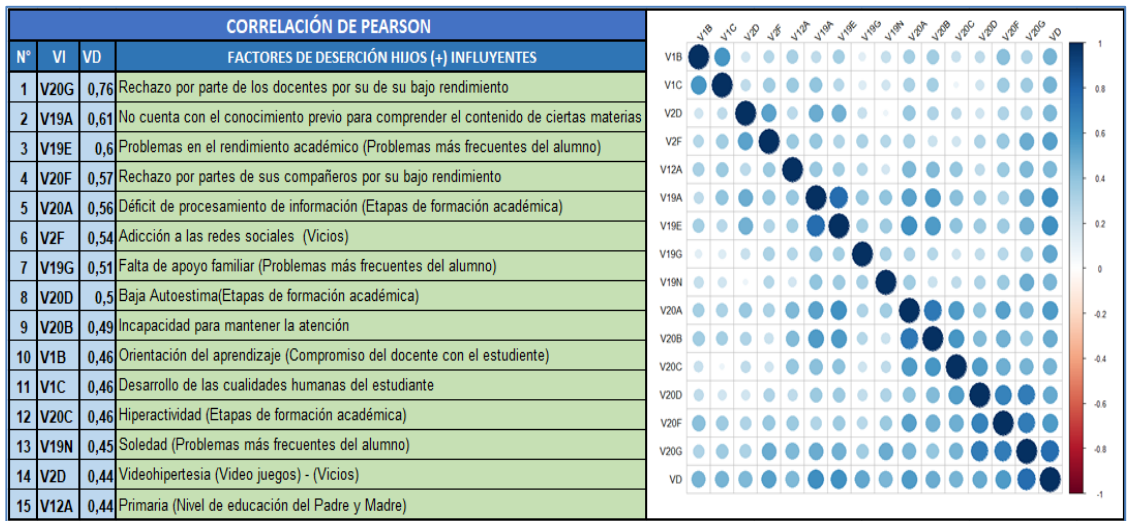 CORRELACIÓN DE PEARSON
N° VI VD FACTORES DE DESERCIÓN HIJOS (+) INFLUYENTES
1 V20G 0,76 Rechazo por parte de los docentes por su de su bajo rendimiento
2 V19A 0,61 No cuenta con el conocimiento previo para comprender el contenido de ciertas materias
3 V19E 0,6 Problemas en el rendimiento académico (Problemas más frecuentes del alumno)
4 V20F 0,57 Rechazo por partes de sus compañeros por su bajo rendimiento
5 V20A 0,56 Déficit de procesamiento de información (Etapas de formación académica)
6 V2F 0,54 Adicción a las redes sociales (Vicios)
7 V19G 0,51 Falta de apoyo familiar (Problemas más frecuentes del alumno)
8 V20D 0,5 Baja Autoestima(Etapas de formación académica)
9 V20B 0,49 Incapacidad para mantener la atención
10 V1B 0,46 Orientación del aprendizaje (Compromiso del docente con el estudiante)
11 V1C 0,46 Desarrollo de las cualidades humanas del estudiante
12 V20C 0,46 Hiperactividad (Etapas de formación académica)
13 V19N 0,45 Soledad (Problemas más frecuentes del alumno)
14 V2D 0,44 Videohipertesia (Video juegos) - (Vicios)
15 V12A 0,44 Primaria (Nivel de educación del Padre y Madre)
V1B V1C V2D V2F V12A V19A V19E V19G V19N V20A V20B V20C V20D V20F V20G VD
V1B
V1C
V2D
V2F
V12A
V19A
V19E
V19G
V19N
V20A
V20B
V20C
V20D
V20F
V20G
VD
1
0.8
0.6
0.4
0.2
0
-0.2
-0.4
-0.6
-0.8
-1